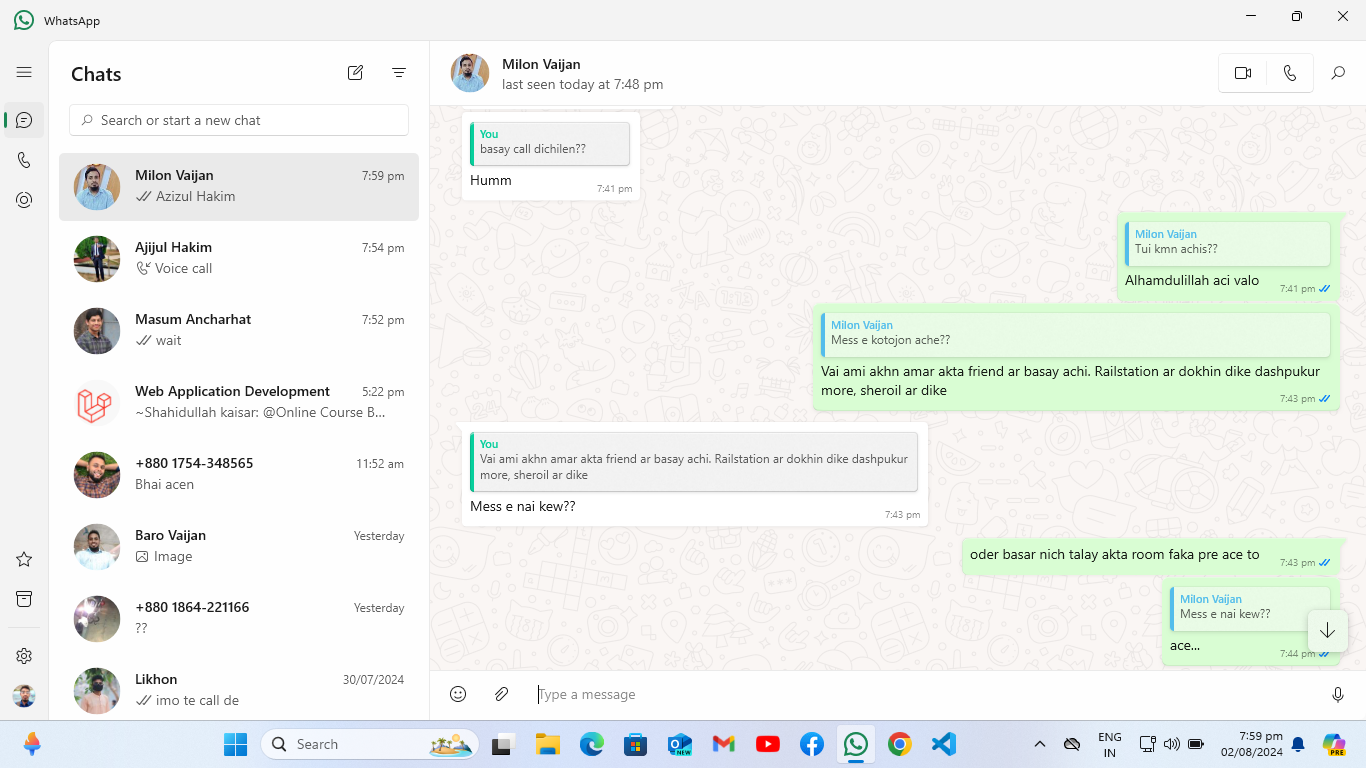 WhatsApp
Chats
Search or start a new chat
Milon Vaijan
7:59 pm
Azizul Hakim
Ajijul Hakim
7:54 pm
Voice call
Masum Ancharhat
7:52 pm
wait
Web Application Development
5:22 pm
~Shahidullah kaisar: @Online Course B...
+880 1754-348565
11:52 am
Bhai acen
Baro Vaijan
Yesterday
Image
+880 1864-221166
Yesterday
??
Likhon
30/07/2024
imo te call de
Milon Vaijan
last seen today at 7:48 pm
You
basay call dichilen??
Humm
7:41 pm
Milon Vaijan
Tui kmn achis??
Alhamdulillah aci valo
7:41 pm
Milon Vaijan
Mess e kotojon ache??
Vai ami akhn amar akta friend ar basay achi. Railstation ar dokhin dike dashpukur
more, sheroil ar dike
7:43 pm
You
Vai ami akhn amar akta friend ar basay achi. Railstation ar dokhin dike dashpukur
more, sheroil ar dike
Mess e nai kew??
7:43 pm
oder basar nich talay akta room faka pre ace to
7:43 pm
Milon Vaijan
Mess e nai kew??
ace...
7:44 pm
Type a message
Search
NEW
NEW
ENG
IN
7:59 pm
02/08/2024
PRE